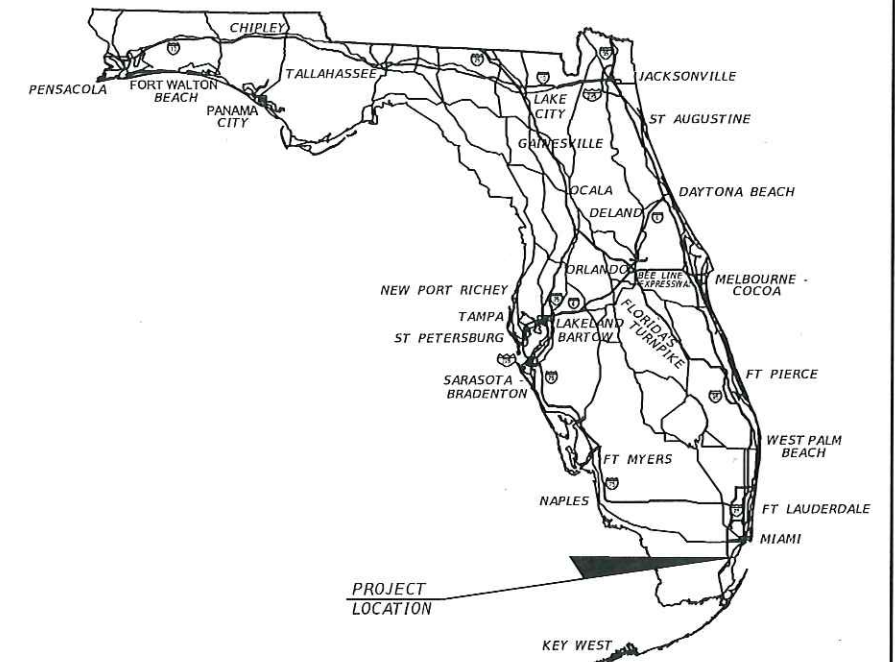 CHIPLEY
PENSACOLA
FORT WALTON
BEACH
PANAMA
CITY
TALLAHASSEE
LAKE
CITY
JACKSONVILLE
ST AUGUSTINE
GAINESVILLE
OCALA
DELAND
DAYTONA BEACH
ORLANDO
BEE LINE
EXPRESSWAY
MELBOURNE -
COCOA
NEW PORT RICHEY
TAMPA
ST PETERSBURG
LAKELAND
BARTOW
FLORIDA'S
TURNPIKE
SARASOTA -
BRADENTON
FT PIERCE
WEST PALM
BEACH
FT MYERS
75
NAPLES
FT LAUDERDALE
MIAMI
PROJECT
LOCATION
KEY WEST